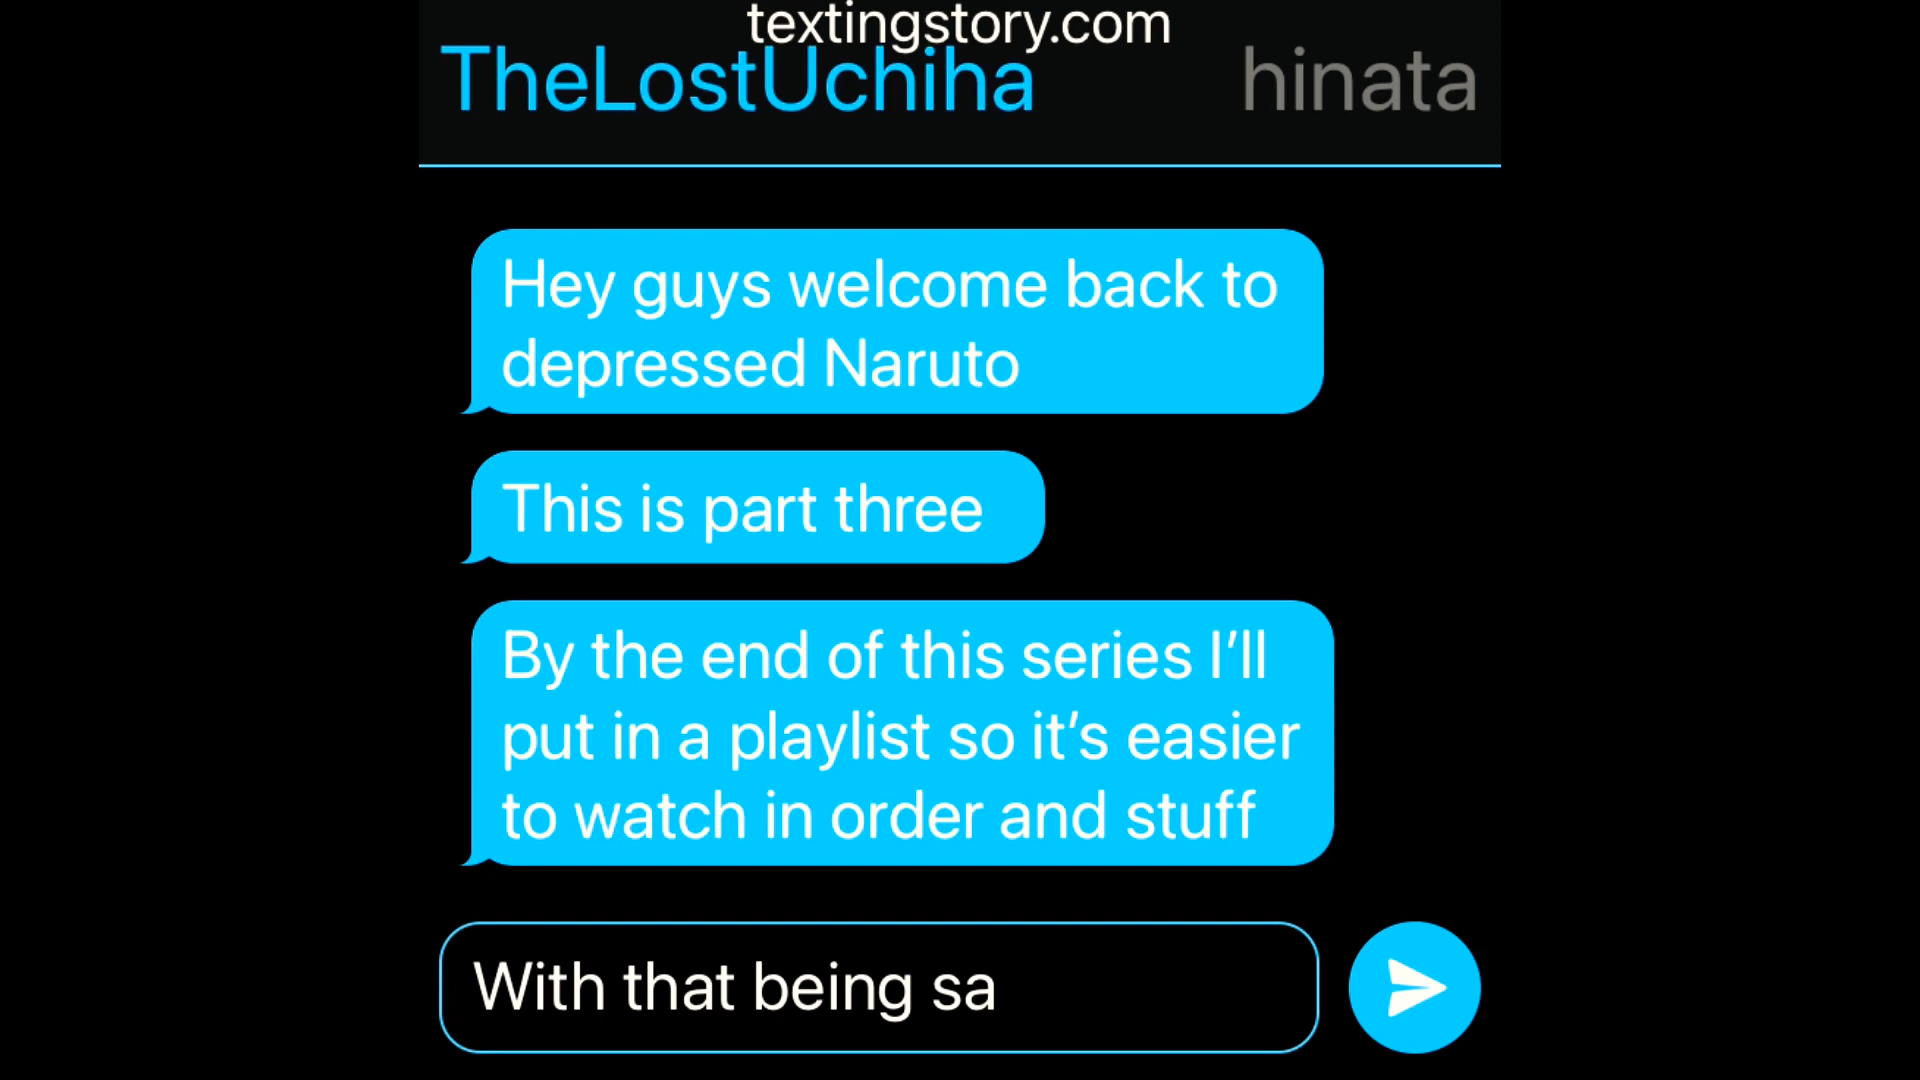 textingstory.com
TheLostUchiha hinata
Hey guys welcome back to
depressed Naruto
This is part three
By the end of this series I’ll
put in a playlist so it’s easier
to watch in order and stuff
With that being sa